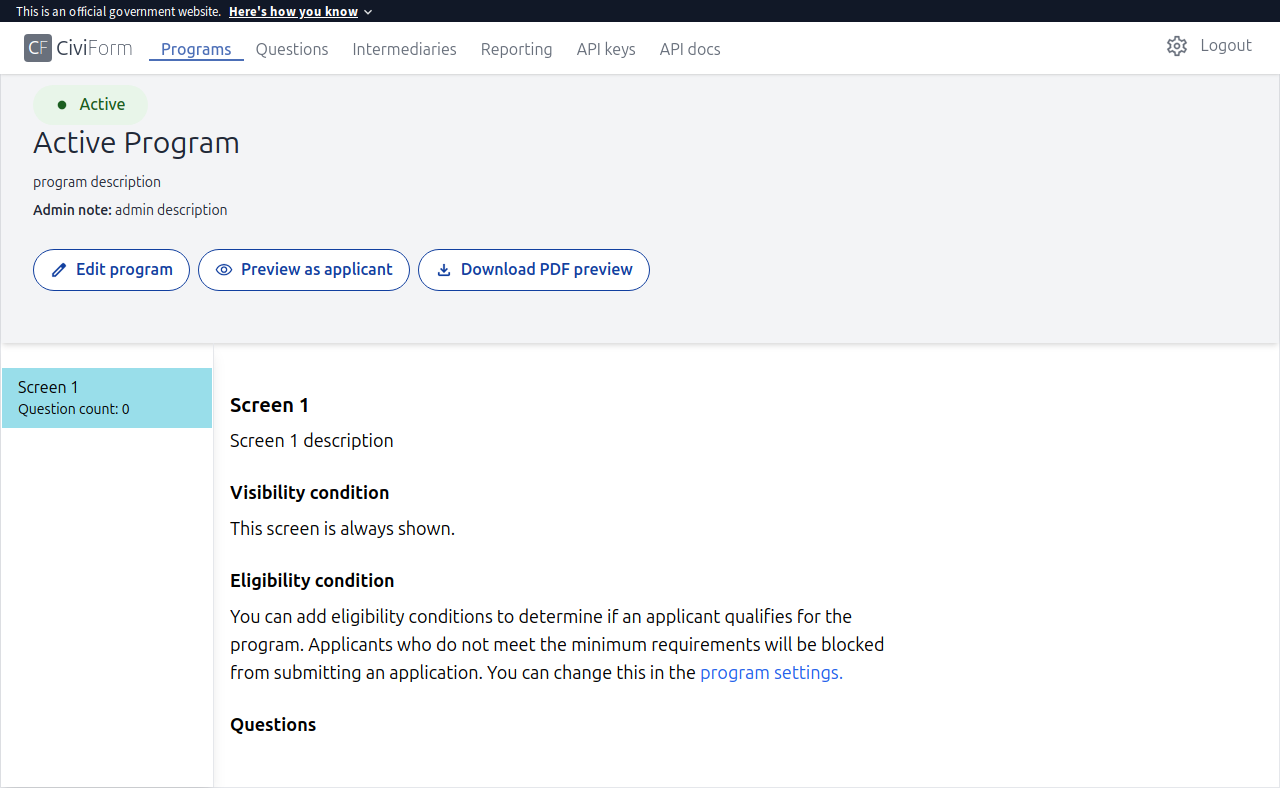 This is an official government website. Here's how you know
CF CiviForm Programs Questions Intermediaries Reporting API keys API docs Logout
Active
Active Program
program description
Admin note: admin description
Edit program Preview as applicant Download PDF preview
Screen 1
Question count: 0
Screen 1
Screen 1 description
Visibility condition
This screen is always shown.
Eligibility condition
You can add eligibility conditions to determine if an applicant qualifies for the
program. Applicants who do not meet the minimum requirements will be blocked
from submitting an application. You can change this in the program settings.
Questions